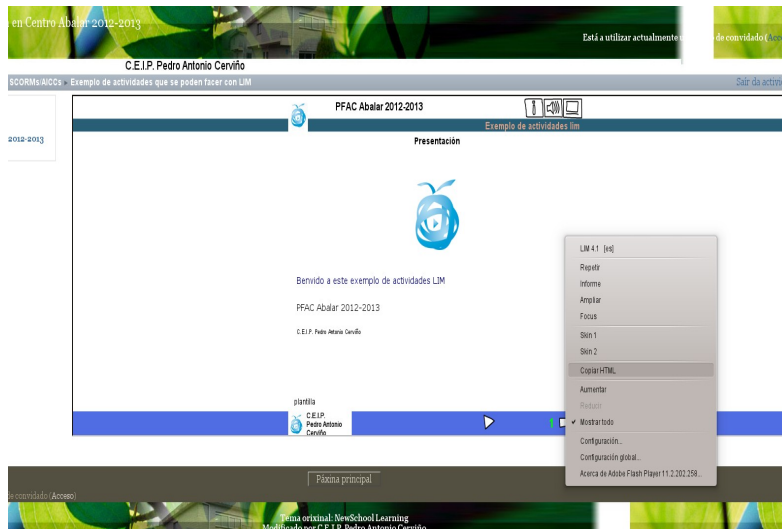 en Centro Abalar 2012-2013
Está a utilizar actualmente
de convidado (Acce
C.E.I.P. Pedro Antonio Cerviño
SCORMs/AICCs ► Exemplo de actividades que se poden facer con LIM
Sair da activi
2012-2013
PFAC Abalar 2012-2013
Exemplo de actividades lim
Presentación
Benvido a este exemplo de actividades LIM
PFAC Abalar 2012-2013
C.E.I.P. Pedro Antonio Cerviño
plantilla
C.E.I.P.
Pedro Antonio
Cerviño
1
LIM 4.1 [es]
Repetir
Informe
Ampliar
Focus
Skin 1
Skin 2
Copiar HTML
Aumentar
Reducir
Mostrar todo
Configuración...
Configuración global...
Acerca de Adobe Flash Player 11.2.202.258...
Páxina principal
de convidado (Acceso)
Tema orixinal: NewSchool Learning
Modificado por C.E.I.P. Pedro Antonio Cerviño